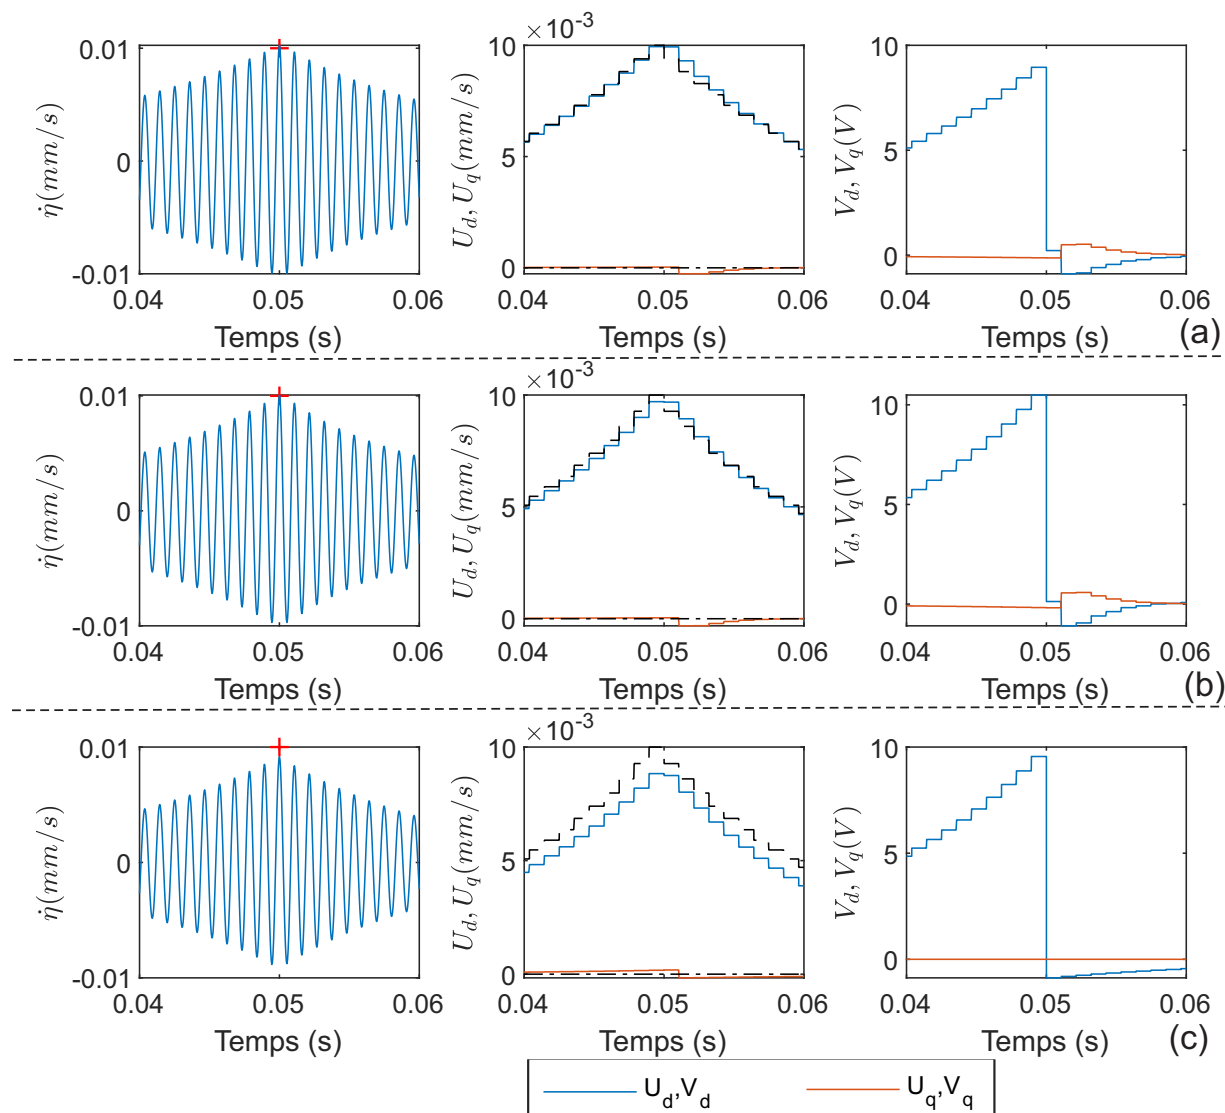 ×10⁻³
0.01
0
-0.01
η̇(mm/s)
0.04 0.05 0.06
Temps (s)
10
5
0
U_d, U_q(mm/s)
0.04 0.05 0.06
Temps (s)
10
5
0
V_d, V_q(V)
0.04 0.05 0.06
Temps (s)
(a)
×10⁻³
0.01
0
-0.01
η̇(mm/s)
0.04 0.05 0.06
Temps (s)
10
5
0
U_d, U_q(mm/s)
0.04 0.05 0.06
Temps (s)
10
5
0
V_d, V_q(V)
0.04 0.05 0.06
Temps (s)
(b)
×10⁻³
0.01
0
-0.01
η̇(mm/s)
0.04 0.05 0.06
Temps (s)
10
5
0
U_d, U_q(mm/s)
0.04 0.05 0.06
Temps (s)
10
5
0
V_d, V_q(V)
0.04 0.05 0.06
Temps (s)
(c)
U_d,V_d U_q,V_q